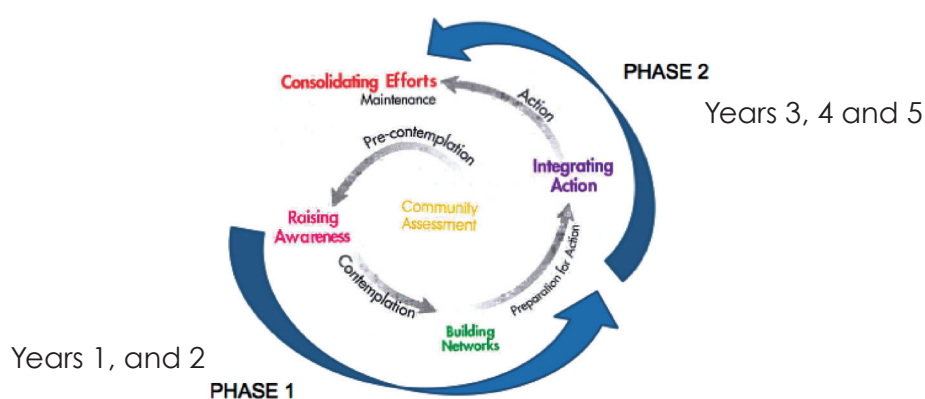 PHASE 2
Years 3, 4 and 5
Consolidating Efforts
Maintenance
Action
Pre-contemplation
Integrating
Action
Community
Assessment
Raising
Awareness
Contemplation
Preparation for Action
Building
Networks
Years 1, and 2
PHASE 1